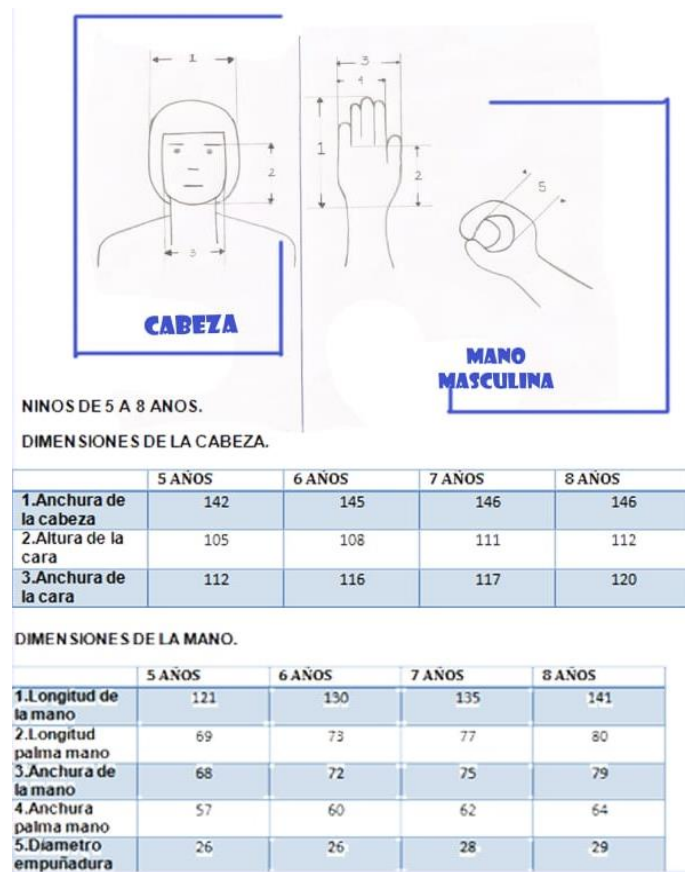 1
3
4
1
2
2
5
3
CABEZA
MANO
MASCULINA
NINOS DE 5 A 8 ANOS.
DIMENSIONES DE LA CABEZA.
5 AÑOS 6 AÑOS 7 AÑOS 8 AÑOS
1.Anchura de 142 145 146 146
la cabeza
2.Altura de la 105 108 111 112
cara
3.Anchura de 112 116 117 120
la cara
DIMENSIONES DE LA MANO.
5 AÑOS 6 AÑOS 7 AÑOS 8 AÑOS
1.Longitud de 121 130 135 141
la mano
2.Longitud 69 73 77 80
palma mano
3.Anchura de 68 72 75 79
la mano
4.Anchura 57 60 62 64
palma mano
5.Diametro 26 26 28 29
empuñadura